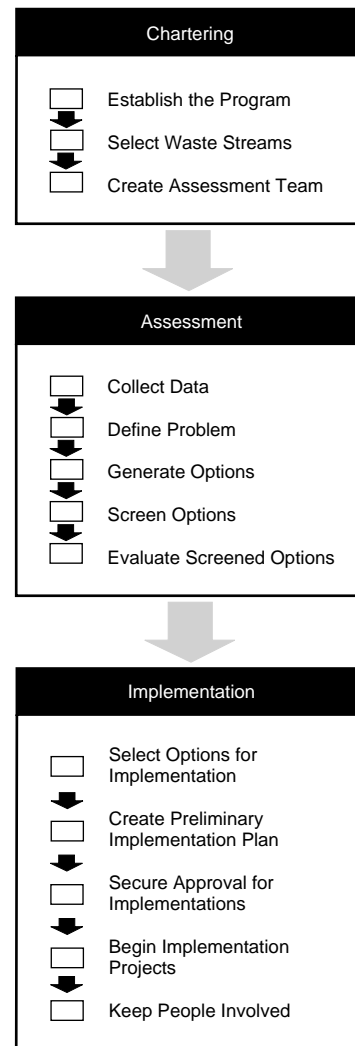 Chartering
Establish the Program
Select Waste Streams
Create Assessment Team
Assessment
Collect Data
Define Problem
Generate Options
Screen Options
Evaluate Screened Options
Implementation
Select Options for
Implementation
Create Preliminary
Implementation Plan
Secure Approval for
Implementations
Begin Implementation
Projects
Keep People Involved